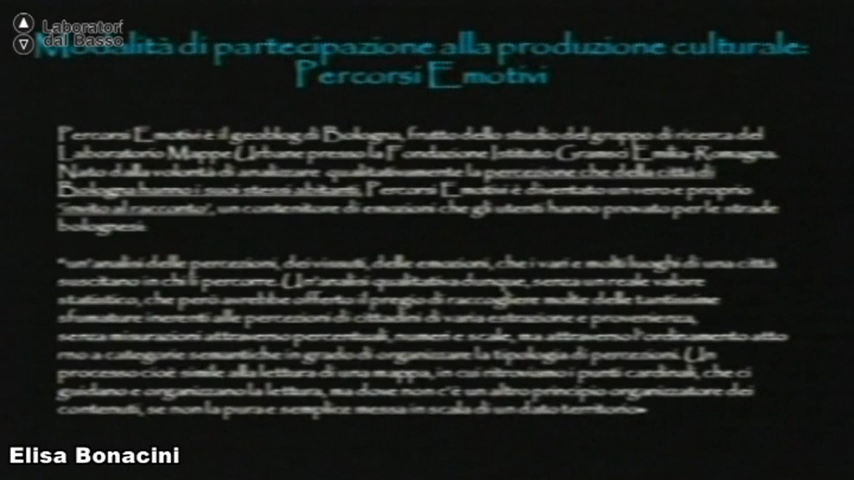 Laboratori
dal Basso
Modalità di partecipazione alla produzione culturale:
Percorsi Emotivi
Percorsi Emotivi è il geoblog di Bologna, frutto dello studio del gruppo di ricerca del
Laboratorio Mappe Urbane presso la Fondazione Istituto Gramsci Emilia-Romagna.
Nato dalla volontà di analizzare qualitativamente la percezione che della città di
Bologna hanno i suoi stessi abitanti, Percorsi Emotivi è diventato un vero e proprio
"invito al racconto", un contenitore di emozioni che gli utenti hanno provato per le strade
bolognesi:
"un'analisi delle percezioni, dei vissuti, delle emozioni, che i vari e molti luoghi di una città
suscitano in chi li percorre. Un'analisi qualitativa dunque, senza un reale valore
statistico, che però avrebbe offerto il pregio di raccogliere molte delle tantissime
sfumature inerenti alle percezioni di cittadini di varia estrazione e provenienza,
senza misurazioni attraverso percentuali, numeri e scale, ma attraverso l'ordinamento atto
rno a categorie semantiche in grado di organizzare la tipologia di percezioni. Un
processo cioè simile alla lettura di una mappa, in cui ritroviamo i punti cardinali, che ci
guidano e organizzano la lettura, ma dove non c'è un altro principio organizzatore dei
contenuti, se non la pura e semplice messa in scala di un dato territorio»
Elisa Bonacini